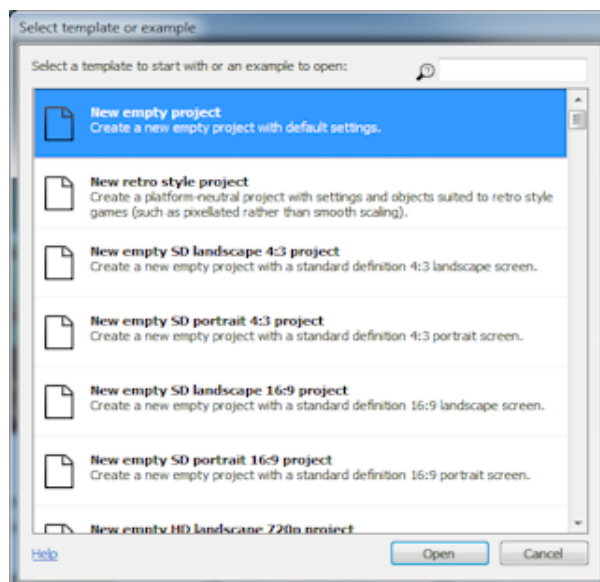 Select template or example
Select a template to start with or an example to open:
New empty project
Create a new empty project with default settings.
New retro style project
Create a platform-neutral project with settings and objects suited to retro style
games (such as pixellated rather than smooth scaling).
New empty SD landscape 4:3 project
Create a new empty project with a standard definition 4:3 landscape screen.
New empty SD portrait 4:3 project
Create a new empty project with a standard definition 4:3 portrait screen.
New empty SD landscape 16:9 project
Create a new empty project with a standard definition 16:9 landscape screen.
New empty SD portrait 16:9 project
Create a new empty project with a standard definition 16:9 portrait screen.
New empty HD landscape 720p project
Help
Open
Cancel